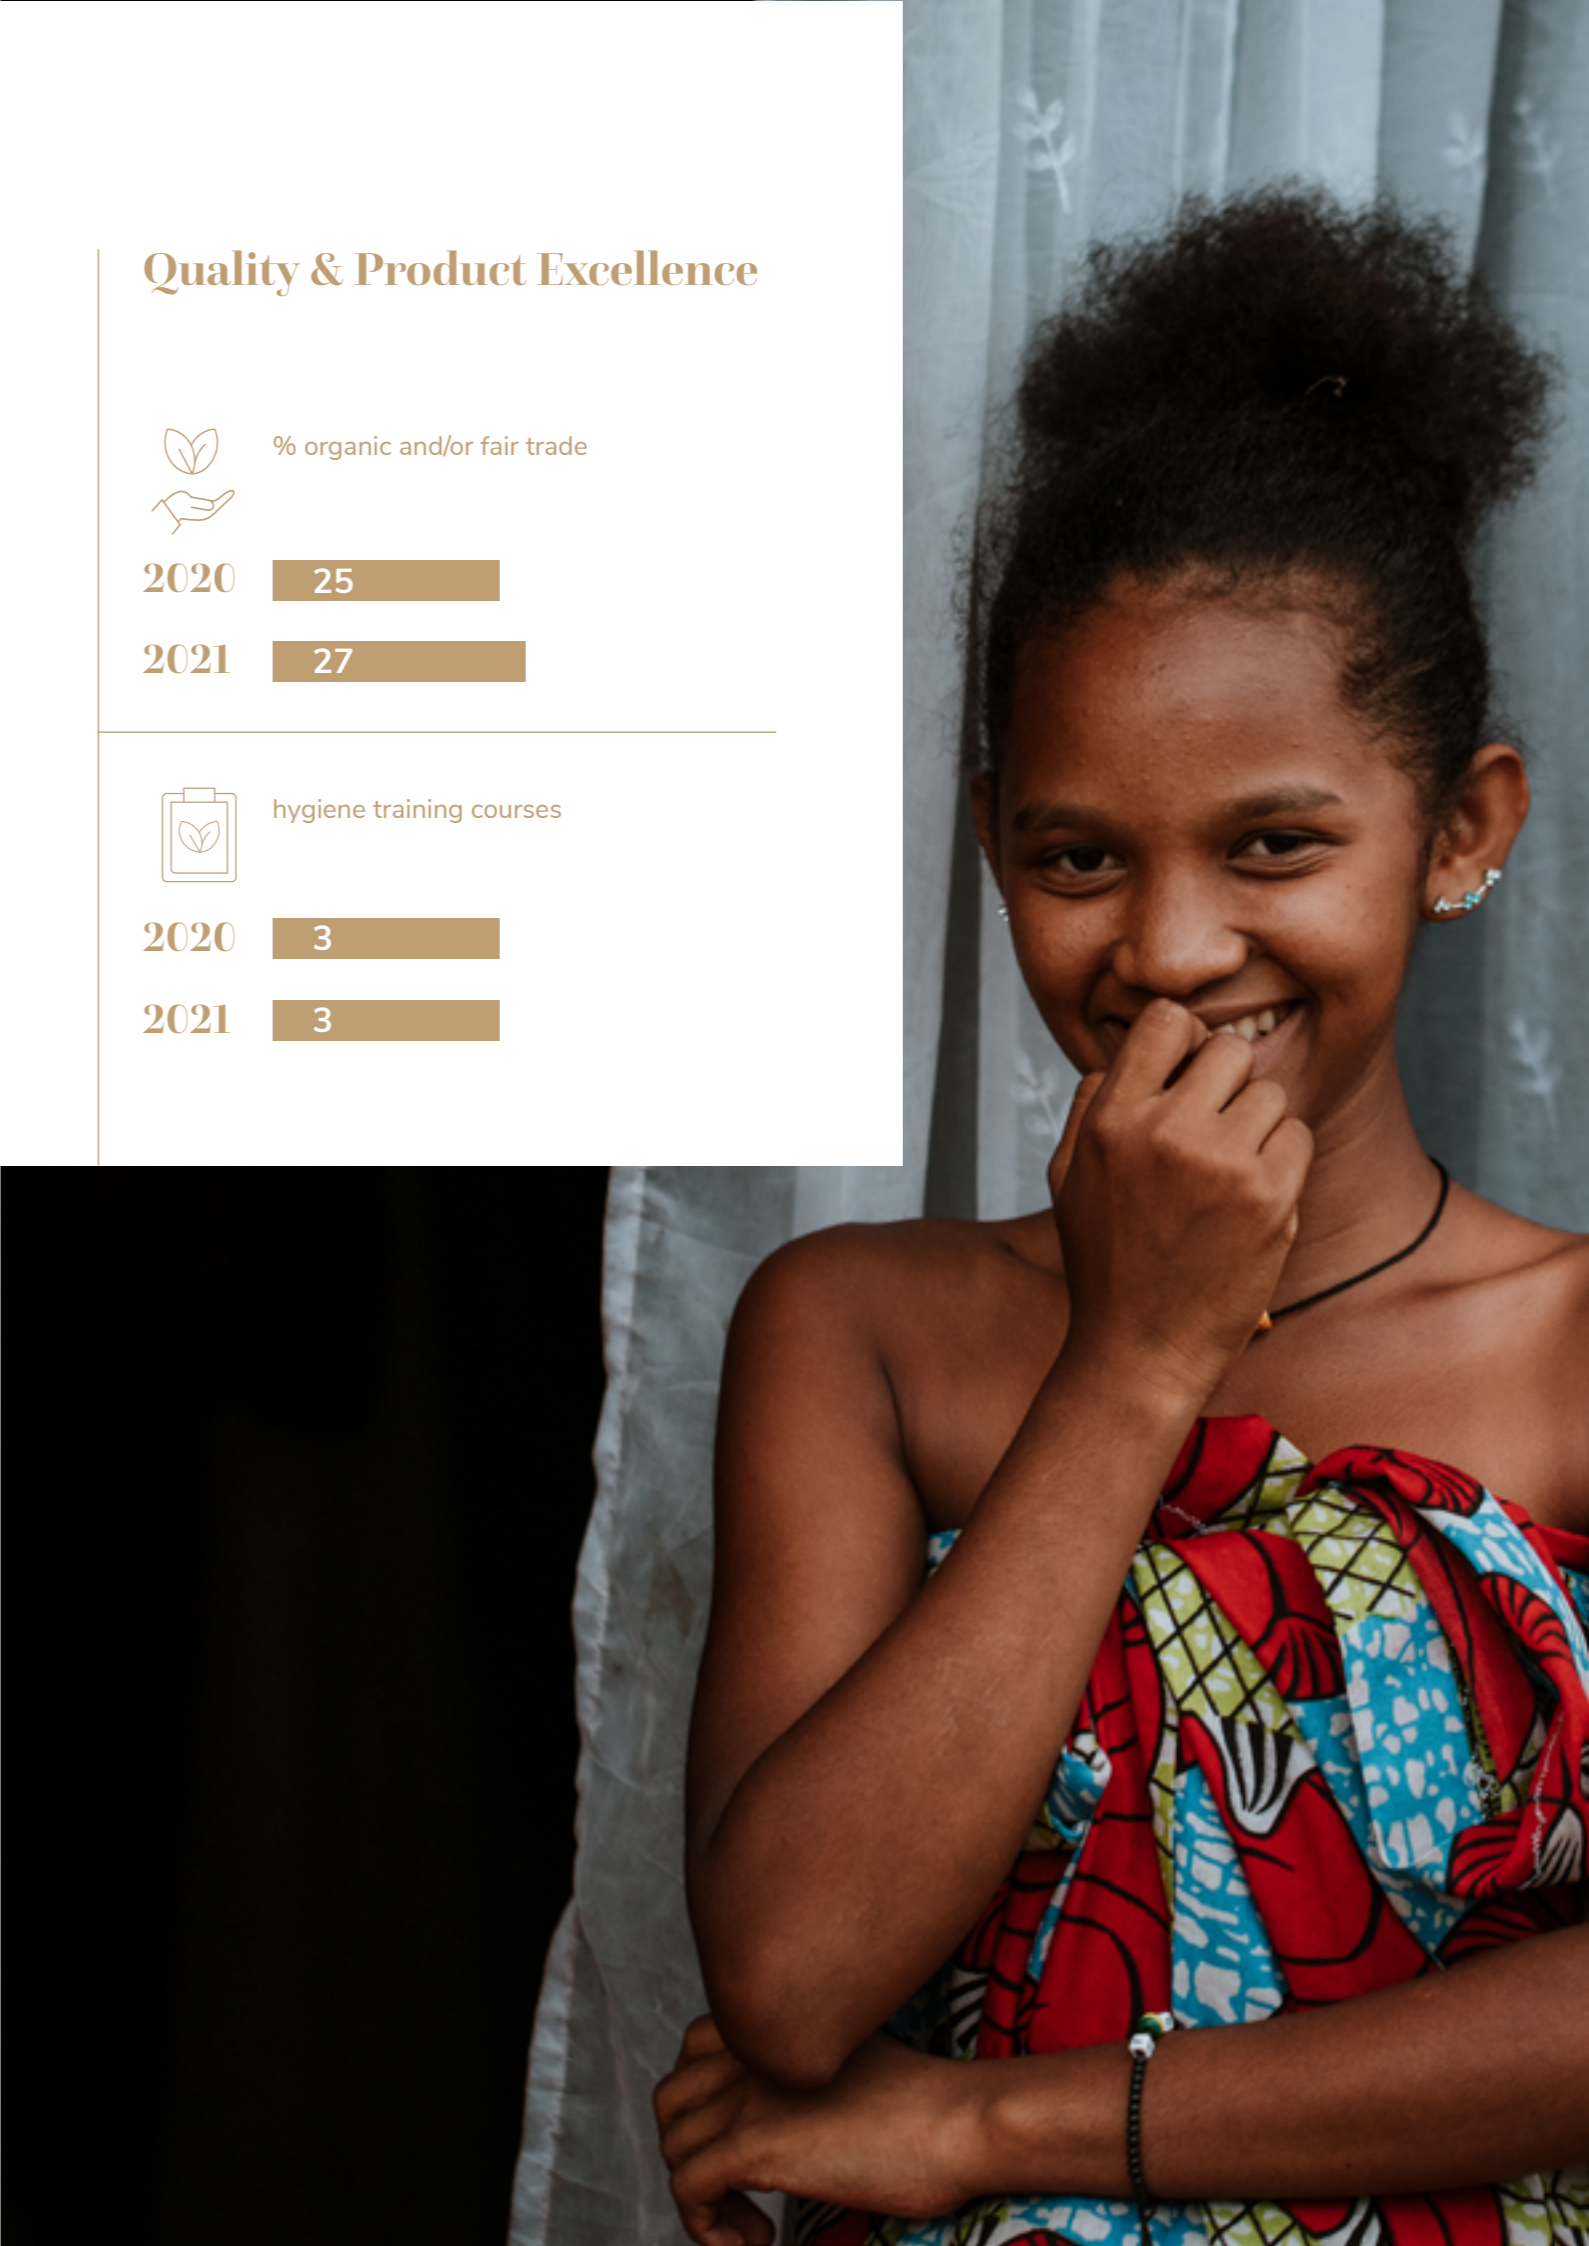 Quality & Product Excellence
% organic and/or fair trade
2020 25
2021 27
hygiene training courses
2020 3
2021 3